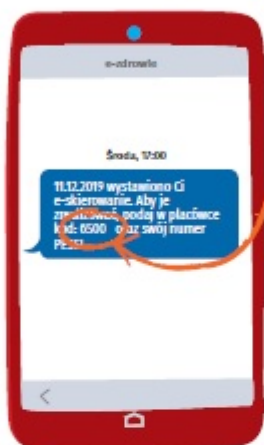 e-zdrowie
Środa, 17:00
11.12.2019 wystawiono Ci
e-skierowanie. Aby je
zrealizować, podaj w placówce
kod: 6500 oraz swój numer
PESEL